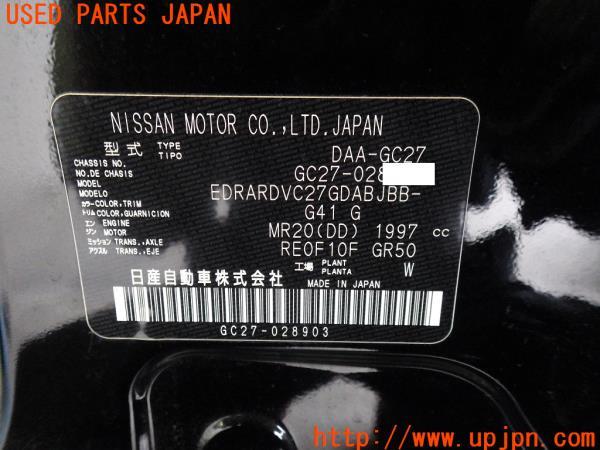 USED PARTS JAPAN
NISSAN MOTOR CO.,LTD.JAPAN
型式 TYPE TIPO DAA-GC27
CHASSIS NO. NO.DE CHASIS GC27-028
MODEL MODELO EDRARDVC27GDABJBB-
カラー COLOR,TRIM トリム COLOR,GUARNICION G41 G
エンジン ENGINE MOTOR MR20(DD) 1997 cc
ミッション TRANS.,AXLE アクスル TRANS.,EJE RE0F10F GR50
工場 PLANT PLANTA W
日産自動車株式会社 MADE IN JAPAN
GC27-028903
http://www.upjpn.com